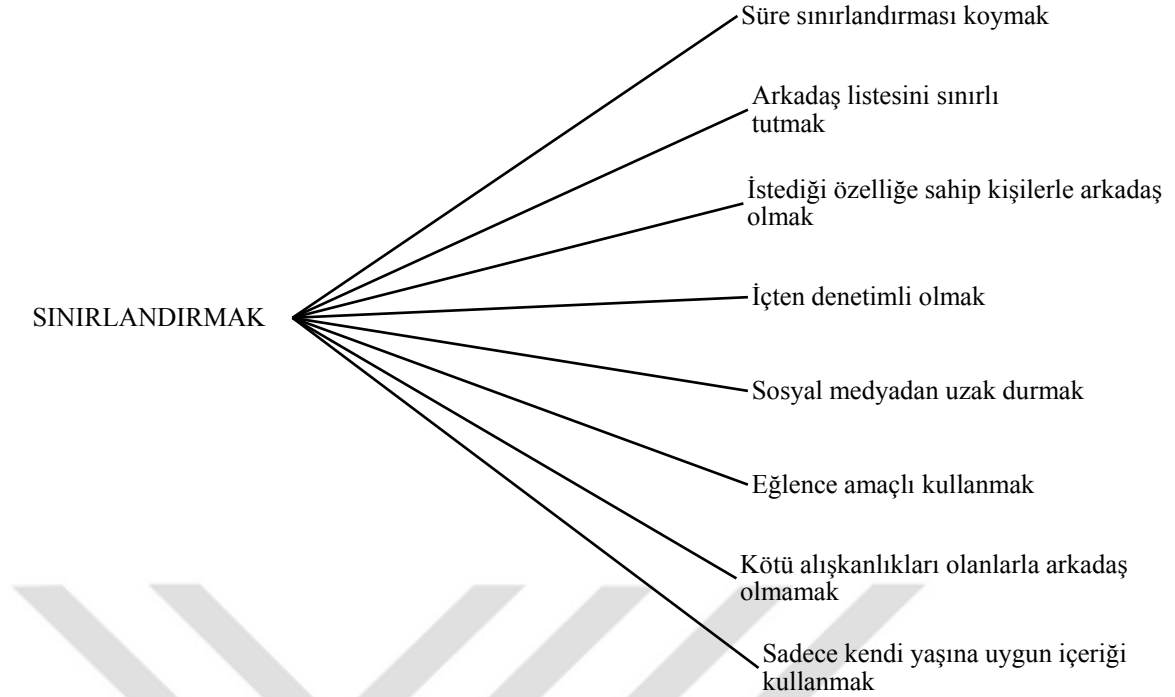 Süre sınırlandırması koymak
Arkadaş listesini sınırlı
tutmak
İstediği özelliğe sahip kişilerle arkadaş
olmak
SINIRLANDIRMAK
İçten denetimli olmak
Sosyal medyadan uzak durmak
Eğlence amaçlı kullanmak
Kötü alışkanlıkları olanlarla arkadaş
olmamak
Sadece kendi yaşına uygun içeriği
kullanmak